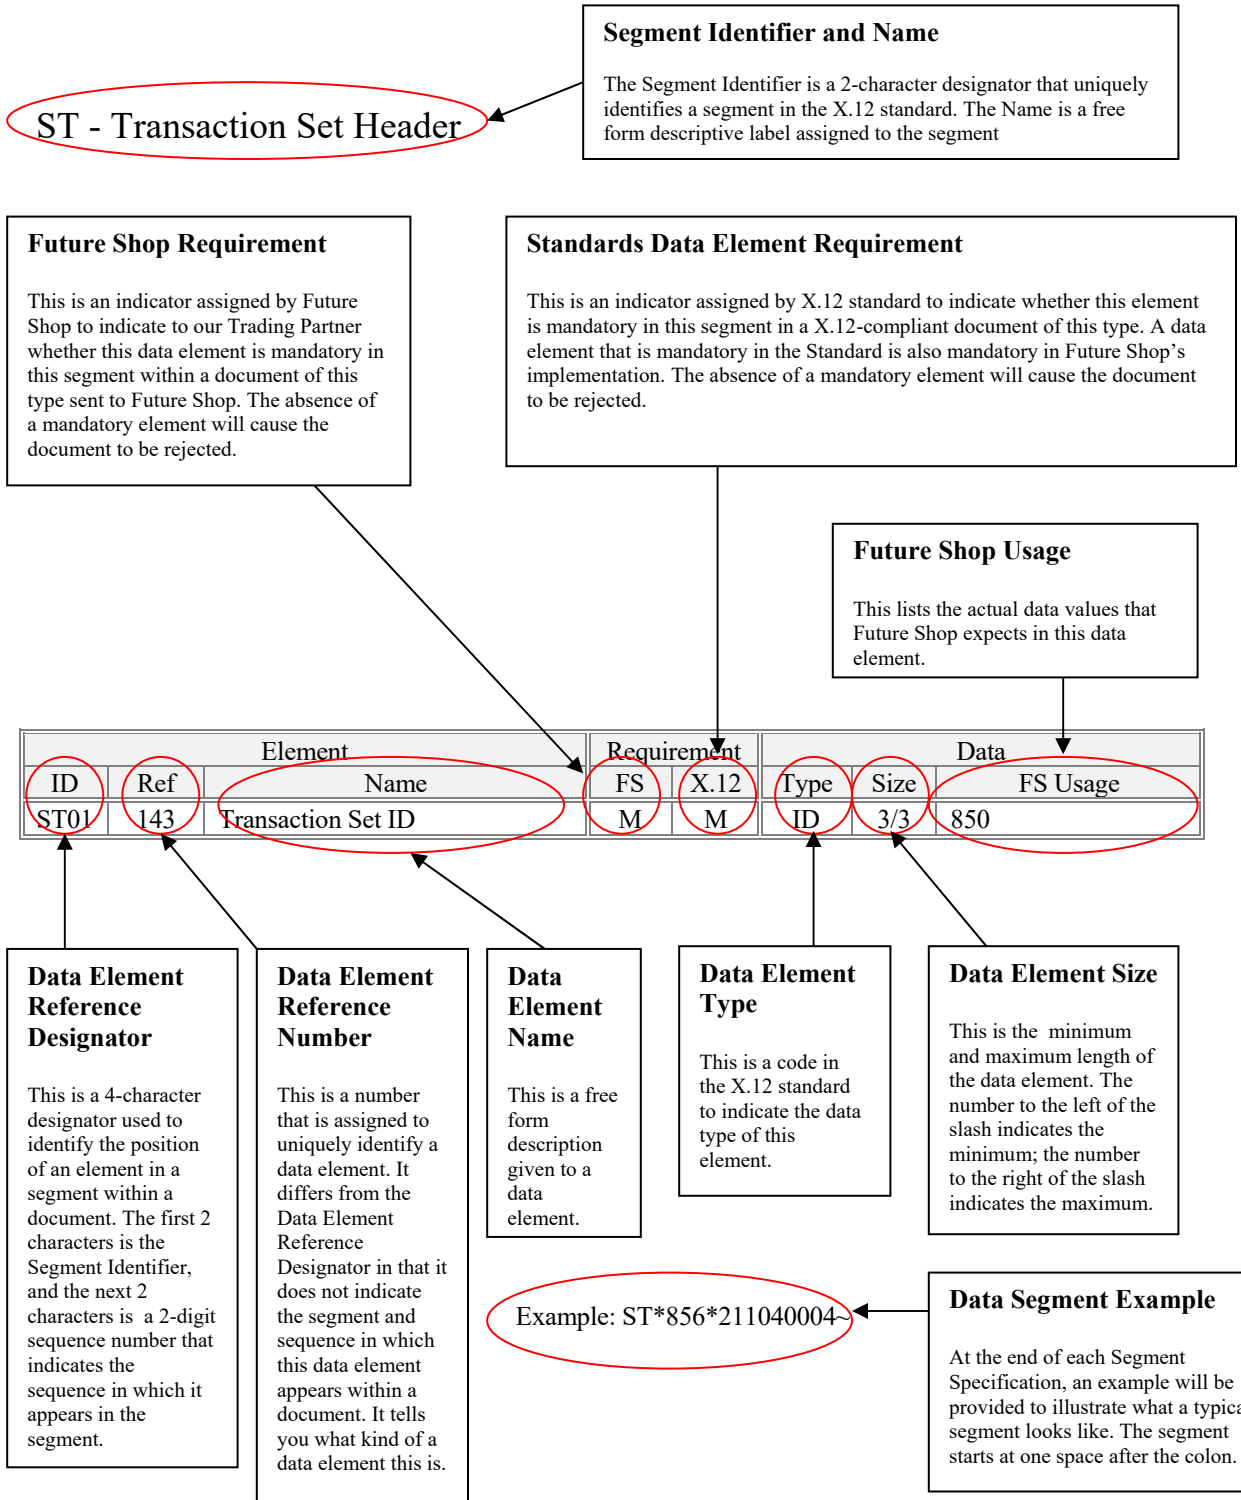 Segment Identifier and Name
The Segment Identifier is a 2-character designator that uniquely
identifies a segment in the X.12 standard. The Name is a free
form descriptive label assigned to the segment
ST - Transaction Set Header
Future Shop Requirement
This is an indicator assigned by Future
Shop to indicate to our Trading Partner
whether this data element is mandatory in
this segment within a document of this
type sent to Future Shop. The absence of
a mandatory element will cause the
document to be rejected.
Standards Data Element Requirement
This is an indicator assigned by X.12 standard to indicate whether this element
is mandatory in this segment in a X.12-compliant document of this type. A data
element that is mandatory in the Standard is also mandatory in Future Shop’s
implementation. The absence of a mandatory element will cause the document
to be rejected.
Future Shop Usage
This lists the actual data values that
Future Shop expects in this data
element.
Element Requirement Data
ID Ref Name FS X.12 Type Size FS Usage
ST01 143 Transaction Set ID M M ID 3/3 850
Data Element
Reference
Designator
This is a 4-character
designator used to
identify the position
of an element in a
segment within a
document. The first 2
characters is the
Segment Identifier,
and the next 2
characters is a 2-digit
sequence number that
indicates the
sequence in which it
appears in the
segment.
Data Element
Reference
Number
This is a number
that is assigned to
uniquely identify a
data element. It
differs from the
Data Element
Reference
Designator in that it
does not indicate
the segment and
sequence in which
this data element
appears within a
document. It tells
you what kind of a
data element this is.
Data
Element
Name
This is a free
form
description
given to a
data
element.
Data Element
Type
This is a code in
the X.12 standard
to indicate the data
type of this
element.
Data Element Size
This is the minimum
and maximum length of
the data element. The
number to the left of the
slash indicates the
minimum; the number
to the right of the slash
indicates the maximum.
Example: ST*856*211040004~
Data Segment Example
At the end of each Segment
Specification, an example will be
provided to illustrate what a typica
segment looks like. The segment
starts at one space after the colon.